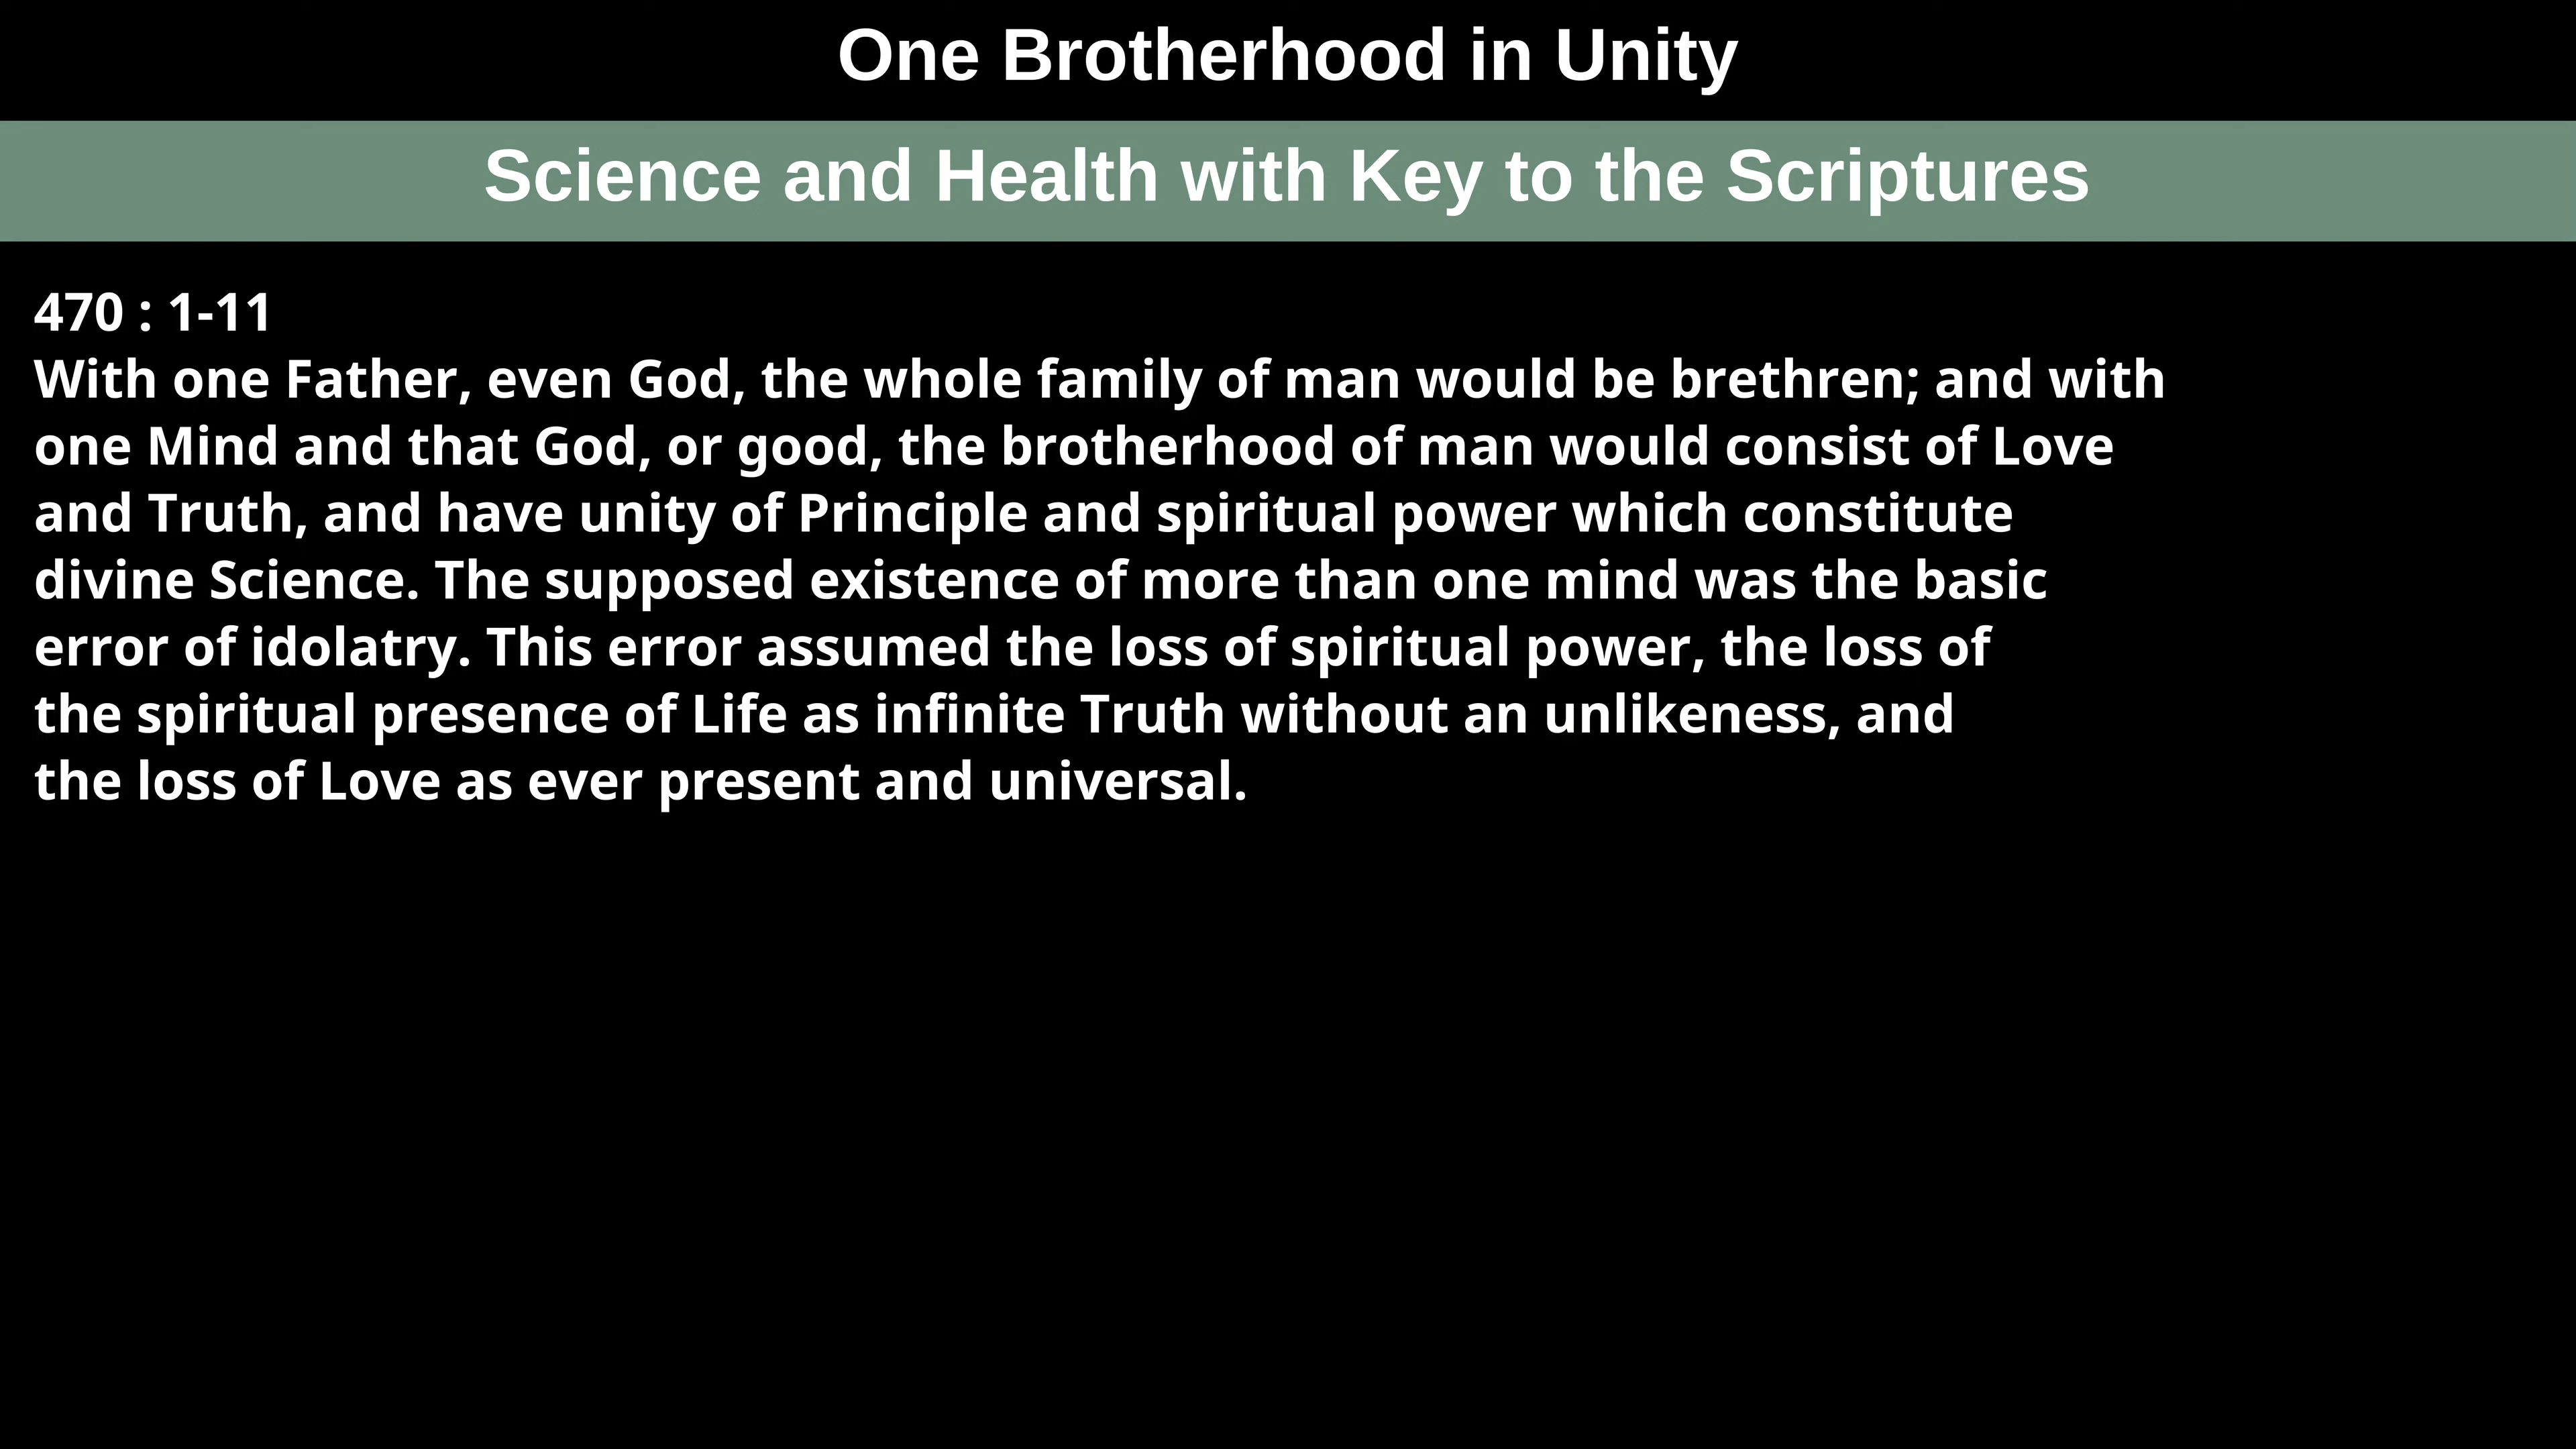 One Brotherhood in Unity
Science and Health with Key to the Scriptures
470 : 1-11
With one Father, even God, the whole family of man would be brethren; and with
one Mind and that God, or good, the brotherhood of man would consist of Love
and Truth, and have unity of Principle and spiritual power which constitute
divine Science. The supposed existence of more than one mind was the basic
error of idolatry. This error assumed the loss of spiritual power, the loss of
the spiritual presence of Life as infinite Truth without an unlikeness, and
the loss of Love as ever present and universal.